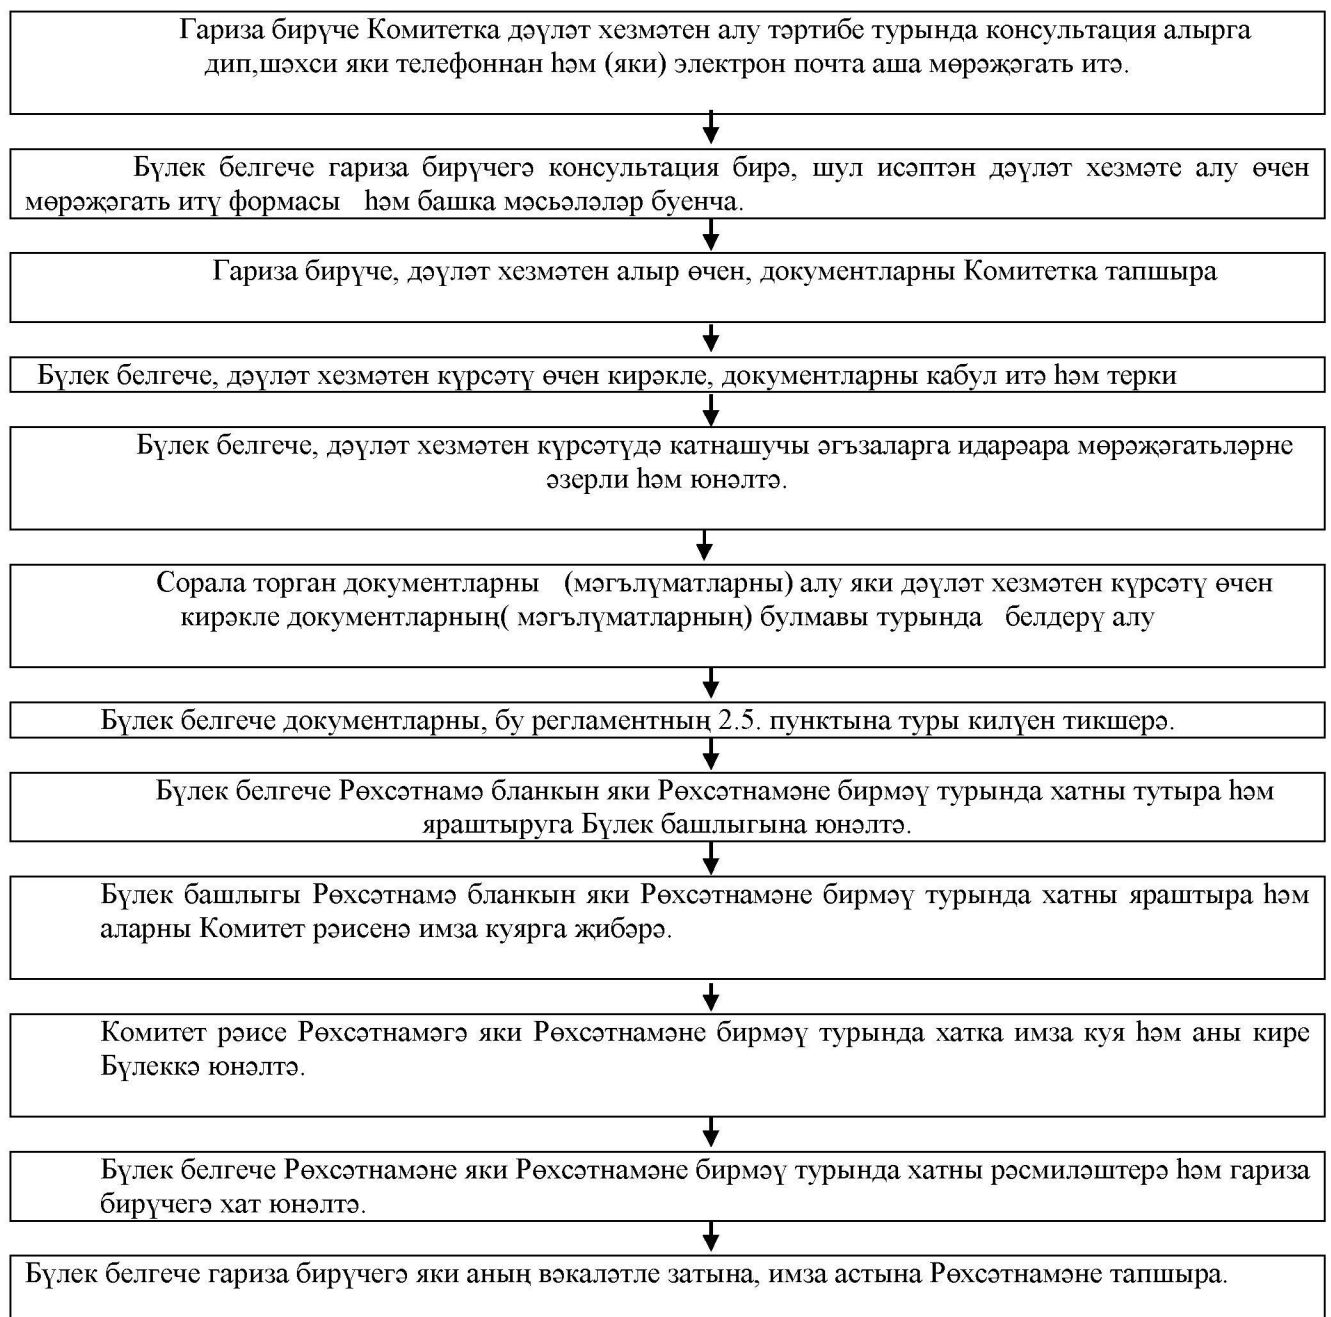 Гариза бирүче Комитетка дәүләт хезмәтен алу тәртибе турында консультация алырга
дип,шәхси яки телефоннан һәм (яки) электрон почта аша мөрәҗәгать итә.
Бүлек белгече гариза бирүчегә консультация бирә, шул исәптән дәүләт хезмәте алу өчен
мөрәҗәгать итү формасы һәм башка мәсьәләләр буенча.
Гариза бирүче, дәүләт хезмәтен алыр өчен, документларны Комитетка тапшыра
Бүлек белгече, дәүләт хезмәтен күрсәтү өчен кирәкле, документларны кабул итә һәм терки
Бүлек белгече, дәүләт хезмәтен күрсәтүдә катнашучы әгъзаларга идарәара мөрәҗәгатьләрне
әзерли һәм юнәлтә.
Сорала торган документларны (мәгълүматларны) алу яки дәүләт хезмәтен күрсәтү өчен
кирәкле документларның( мәгълүматларның) булмавы турында белдерү алу
Бүлек белгече документларны, бу регламентның 2.5. пунктына туры килүен тикшерә.
Бүлек белгече Рөхсәтнамә бланкын яки Рөхсәтнамәне бирмәү турында хатны тутыра һәм
яраштыруга Бүлек башлыгына юнәлтә.
Бүлек башлыгы Рөхсәтнамә бланкын яки Рөхсәтнамәне бирмәү турында хатны яраштыра һәм
аларны Комитет рәисенә имза куярга җибәрә.
Комитет рәисе Рөхсәтнамәгә яки Рөхсәтнамәне бирмәү турында хатка имза куя һәм аны кире
Бүлеккә юнәлтә.
Бүлек белгече Рөхсәтнамәне яки Рөхсәтнамәне бирмәү турында хатны рәсмиләштерә һәм гариза
бирүчегә хат юнәлтә.
Бүлек белгече гариза бирүчегә яки аның вәкаләтле затына, имза астына Рөхсәтнамәне тапшыра.